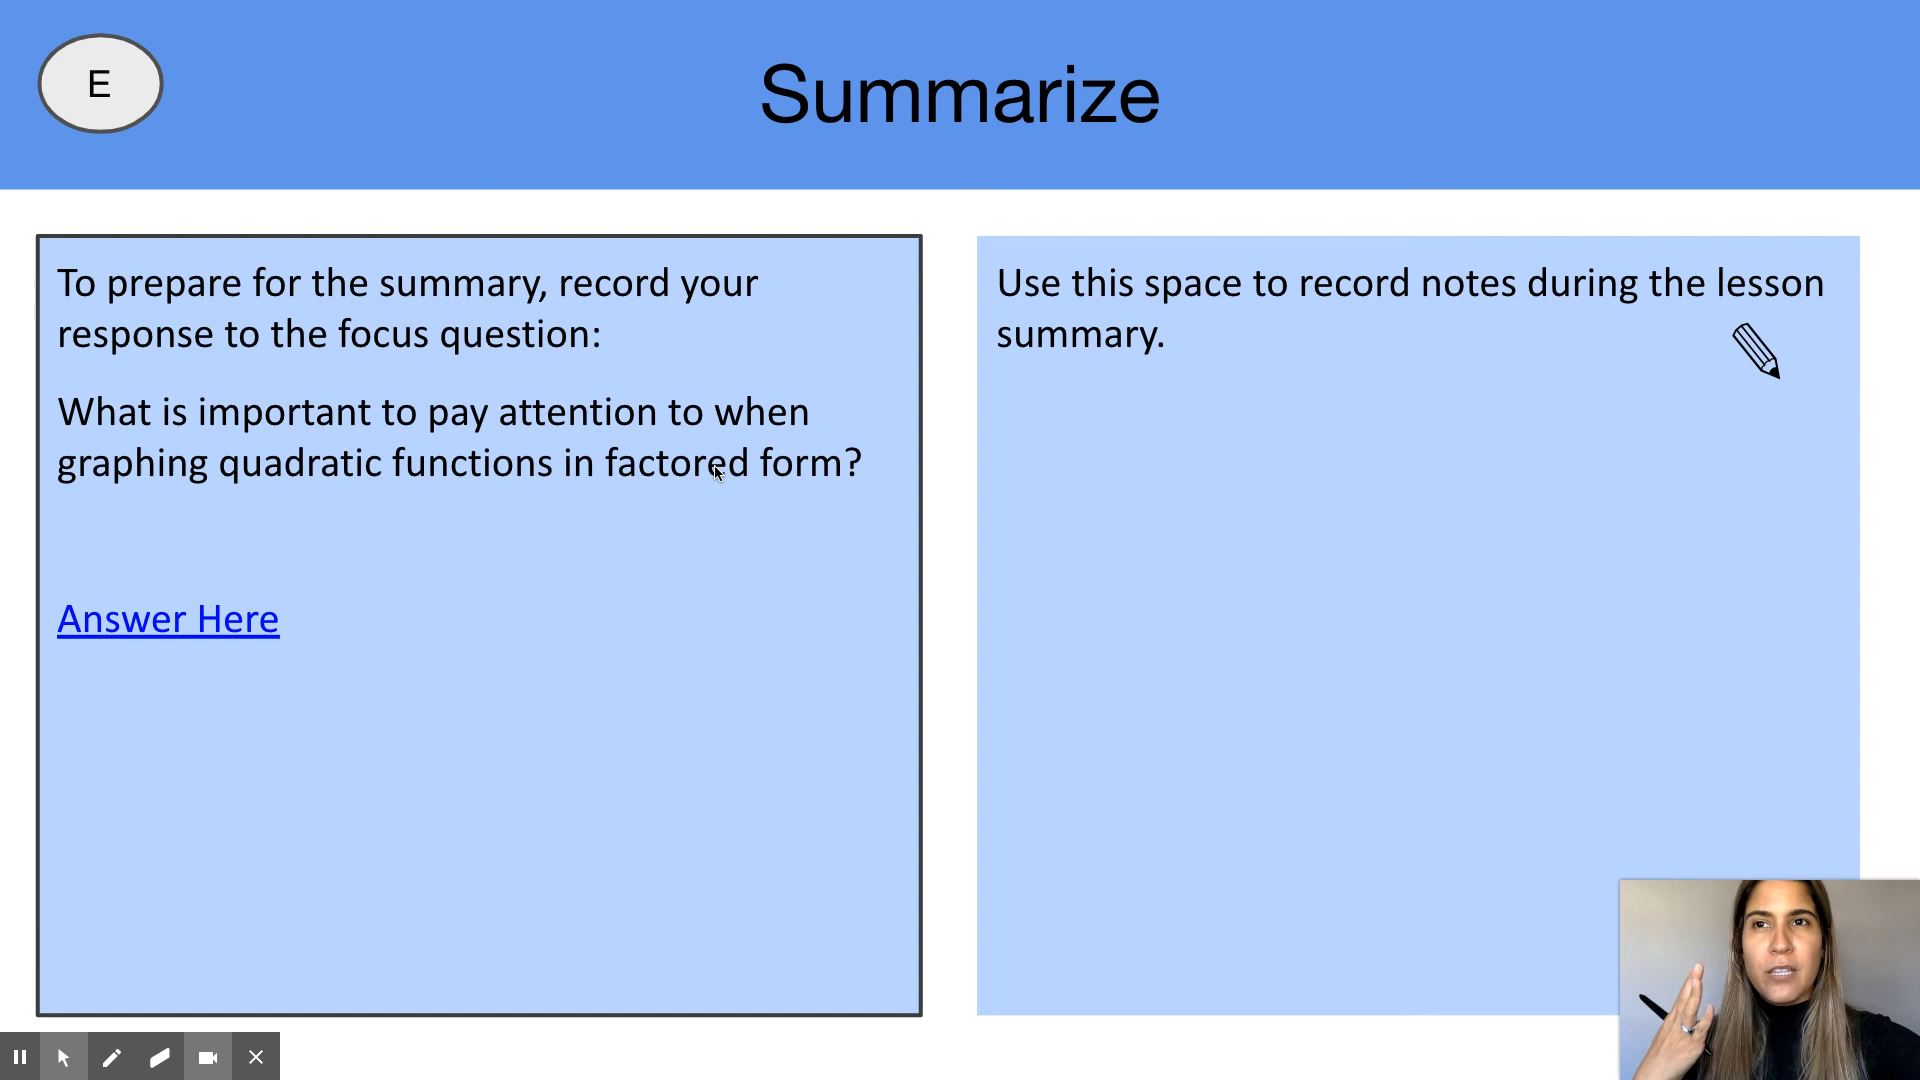 E
Summarize
To prepare for the summary, record your
response to the focus question:
What is important to pay attention to when
graphing quadratic functions in factored form?
Answer Here
Use this space to record notes during the lesson
summary.